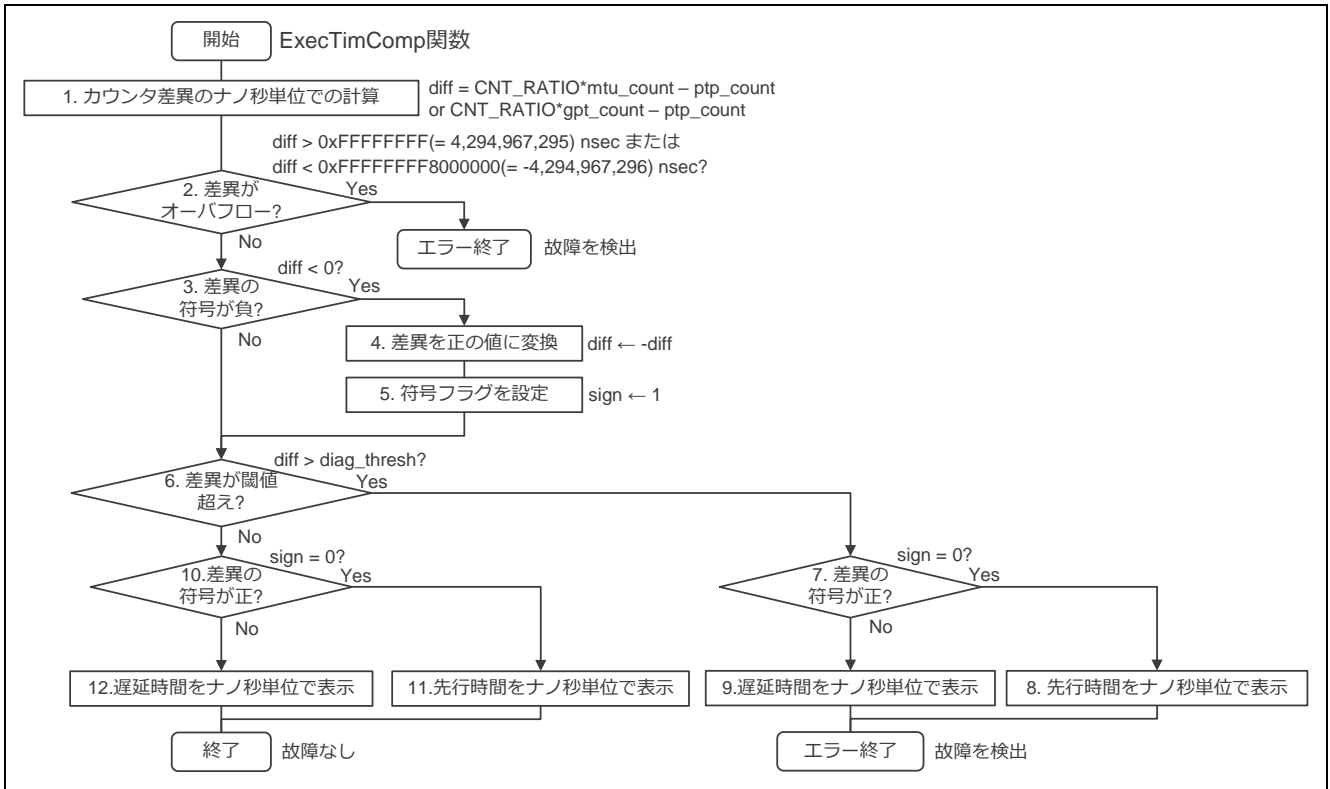 開始
ExecTimComp関数
1. カウンタ差異のナノ秒単位での計算
diff = CNT_RATIO*mtu_count – ptp_count
or CNT_RATIO*gpt_count – ptp_count
diff > 0xFFFFFFFF(= 4,294,967,295) nsec または
diff < 0xFFFFFFFF8000000(= -4,294,967,296) nsec?
2. 差異が
オーバフロー?
Yes
No
エラー終了
故障を検出
diff < 0?
3. 差異の
符号が負?
Yes
No
4. 差異を正の値に変換
diff ← -diff
5. 符号フラグを設定
sign ← 1
diff > diag_thresh?
6. 差異が閾値
超え?
Yes
No
sign = 0?
10.差異の
符号が正?
Yes
No
sign = 0?
7. 差異の
符号が正?
Yes
No
12.遅延時間をナノ秒単位で表示
11.先行時間をナノ秒単位で表示
9.遅延時間をナノ秒単位で表示
8. 先行時間をナノ秒単位で表示
終了
故障なし
エラー終了
故障を検出